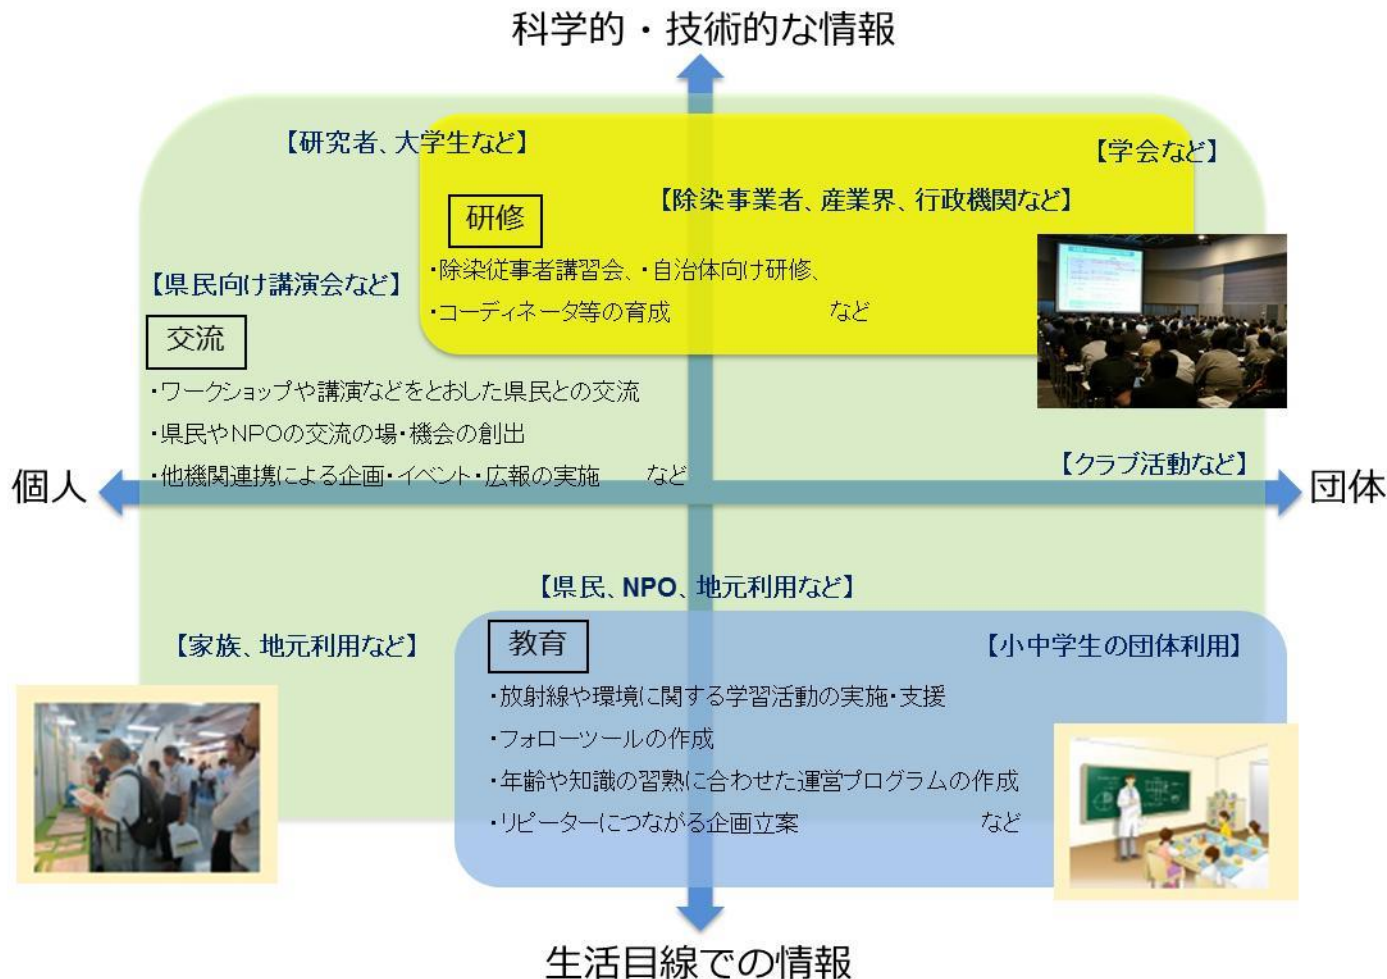 科学的・技術的な情報
【研究者、大学生など】
【学会など】
【除染事業者、産業界、行政機関など】
研修
・除染従事者講習会、・自治体向け研修、
・コーディネータ等の育成 など
【県民向け講演会など】
交流
・ワークショップや講演などをとおした県民との交流
・県民やNPOの交流の場・機会の創出
・他機関連携による企画・イベント・広報の実施 など
【クラブ活動など】
個人
団体
【県民、NPO、地元利用など】
【家族、地元利用など】
教育
【小中学生の団体利用】
・放射線や環境に関する学習活動の実施・支援
・フォローツールの作成
・年齢や知識の習熟に合わせた運営プログラムの作成
・リピーターにつながる企画立案 など
生活目線での情報